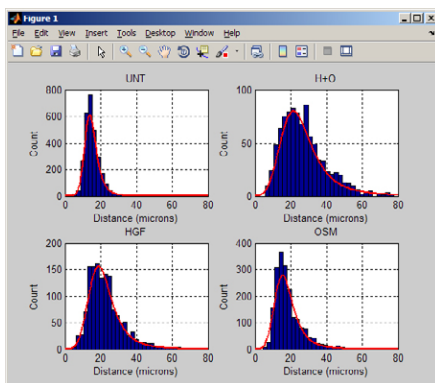 Figure 1
File Edit View Insert Tools Desktop Window Help
UNT
800
600
400
200
0
Count
0 20 40 60 80
Distance (microns)
H+O
100
50
0
Count
0 20 40 60 80
Distance (microns)
HGF
200
150
100
50
0
Count
0 20 40 60 80
Distance (microns)
OSM
400
300
200
100
0
Count
0 20 40 60 80
Distance (microns)